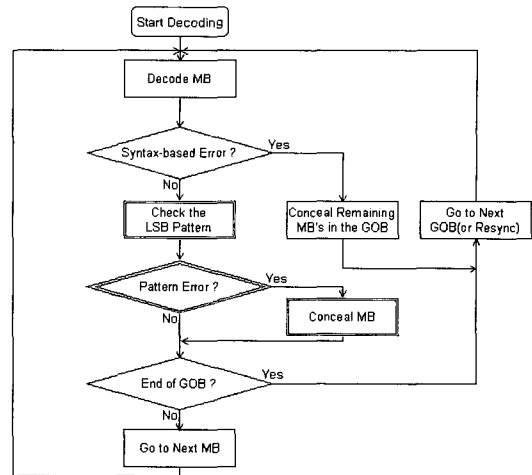 Start Decoding
Decode MB
Syntax-based Error ?
Yes
No
Check the
LSB Pattern
Conceal Remaining
MB's in the GOB
Go to Next
GOB(or Resync)
Pattern Error ?
Yes
No
Conceal MB
End of GOB ?
Yes
No
Go to Next MB